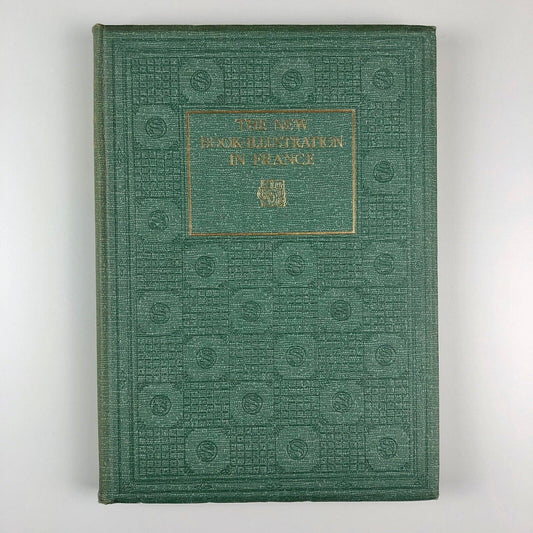 THE NEW
BOOK-ILLUSTRATION
IN FRANCE